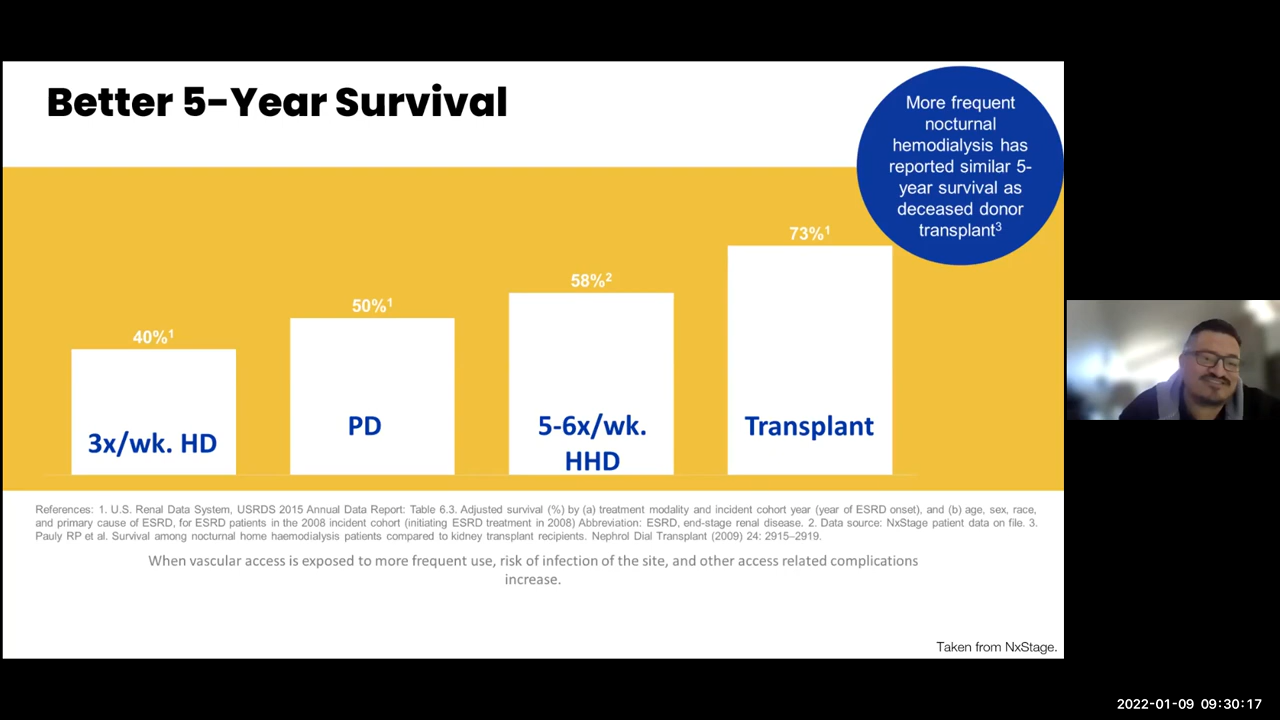 Better 5-Year Survival
More frequent
nocturnal
hemodialysis has
reported similar 5-
year survival as
deceased donor
transplant³
40%¹
50%¹
58%²
73%¹
3x/wk. HD
PD
5-6x/wk.
HHD
Transplant
References: 1. U.S. Renal Data System, USRDS 2015 Annual Data Report: Table 6.3. Adjusted survival (%) by (a) treatment modality and incident cohort year (year of ESRD onset), and (b) age, sex, race,
and primary cause of ESRD, for ESRD patients in the 2008 incident cohort (initiating ESRD treatment in 2008) Abbreviation: ESRD, end-stage renal disease. 2. Data source: NxStage patient data on file. 3.
Pauly RP et al. Survival among nocturnal home haemodialysis patients compared to kidney transplant recipients. Nephrol Dial Transplant (2009) 24: 2915–2919.
When vascular access is exposed to more frequent use, risk of infection of the site, and other access related complications
increase.
Taken from NxStage.
2022-01-09 09:30:17